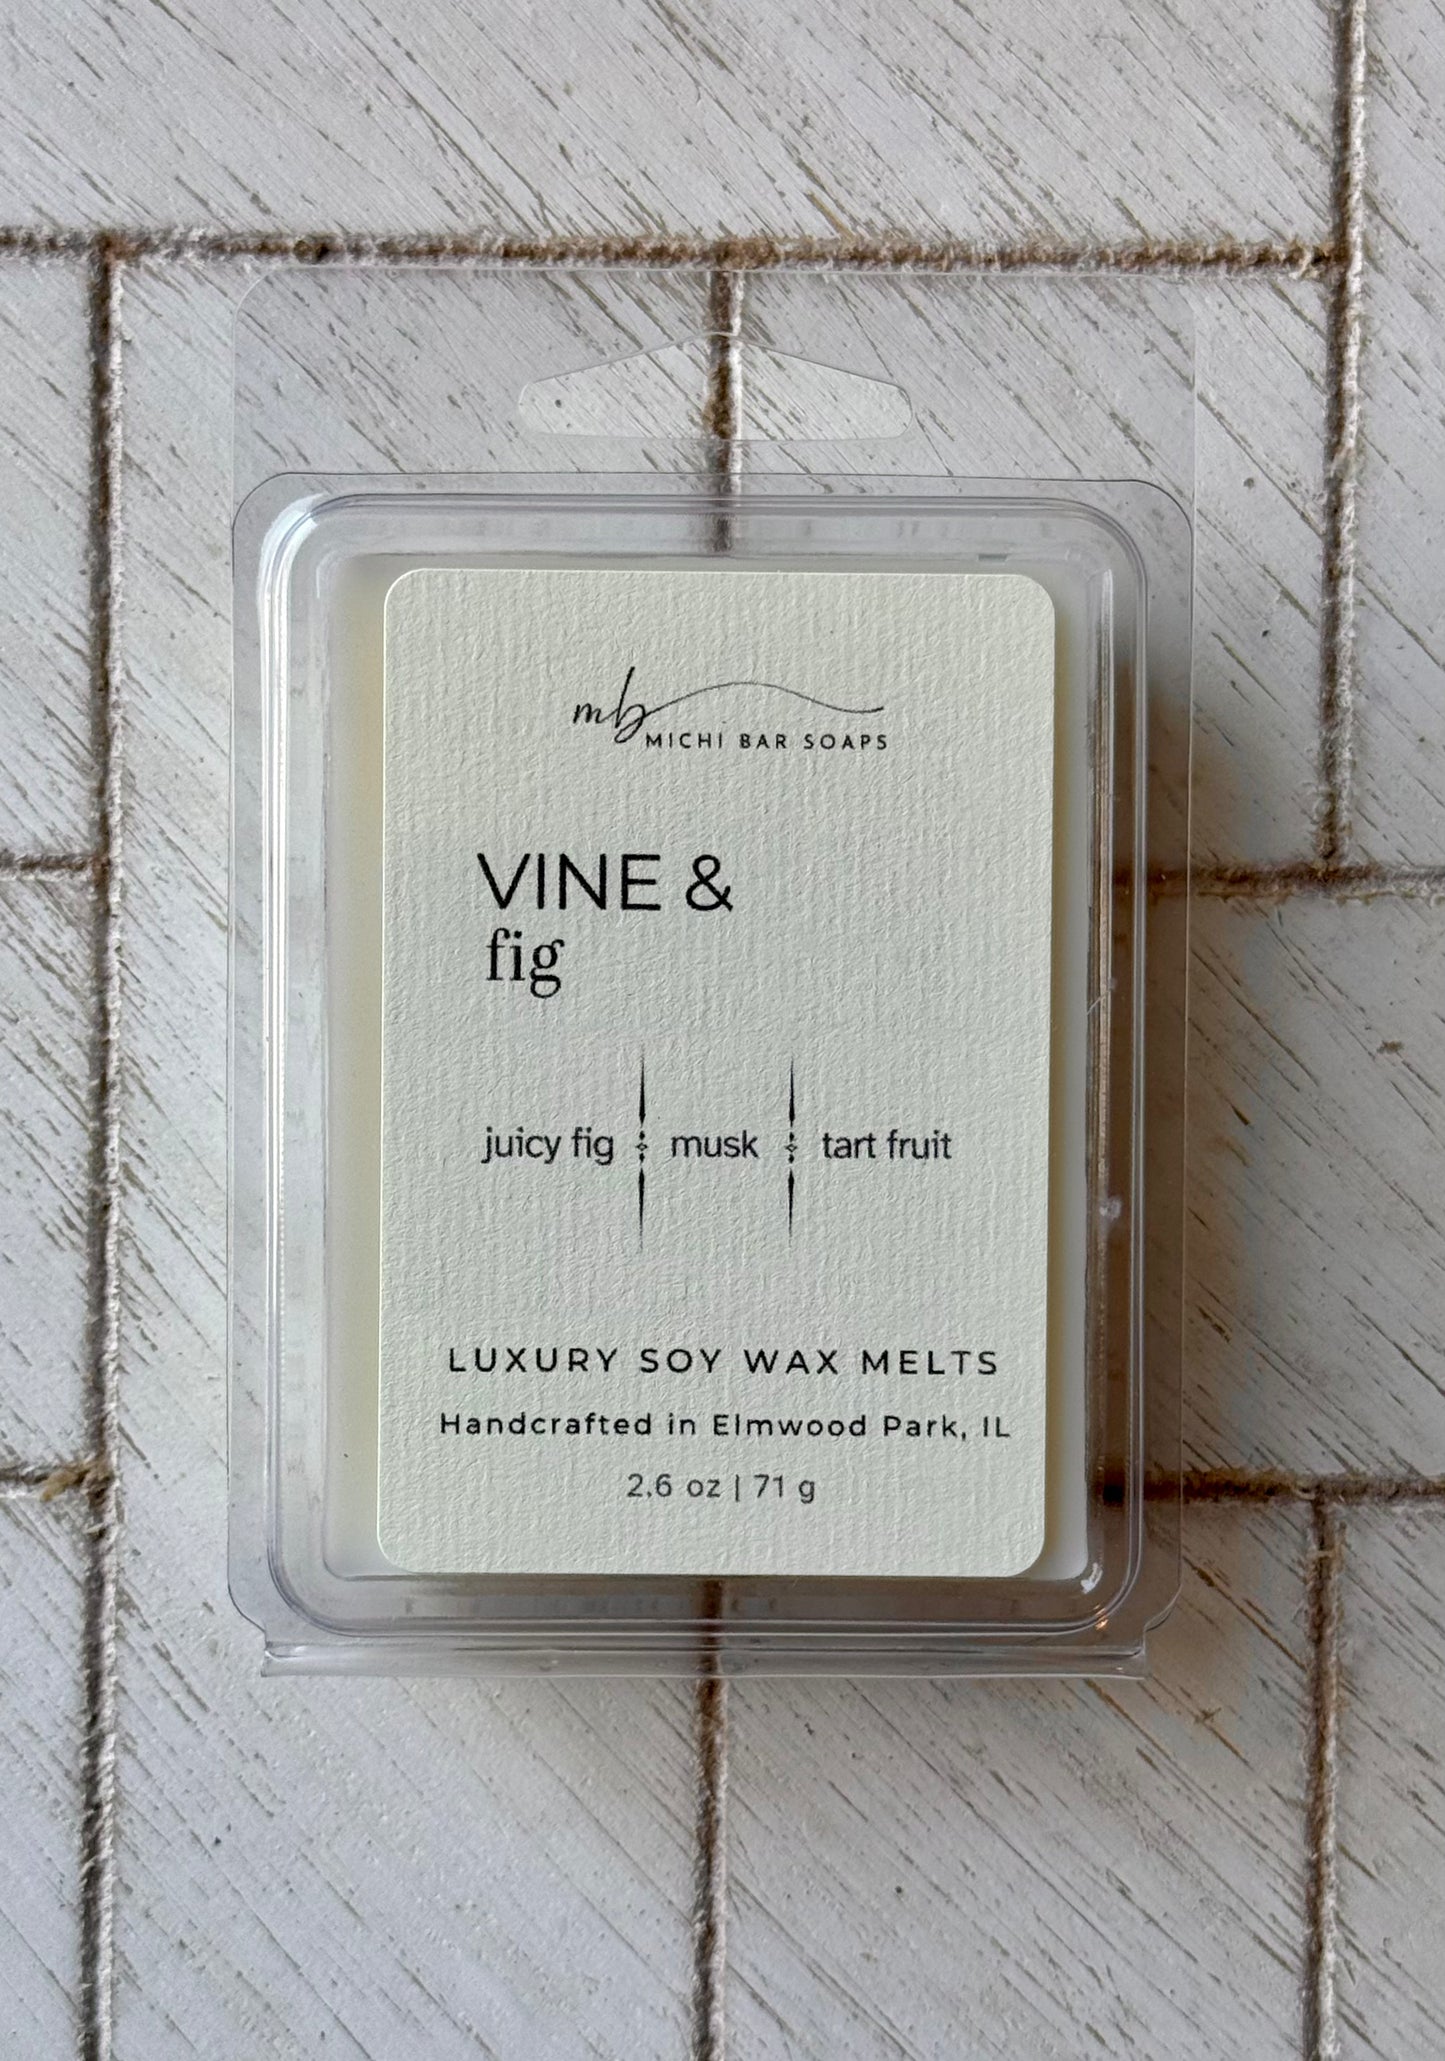 mb
MICHI BAR SOAPS
VINE &
fig
juicy fig musk tart fruit
LUXURY SOY WAX MELTS
Handcrafted in Elmwood Park, IL
2.6 oz | 71 g